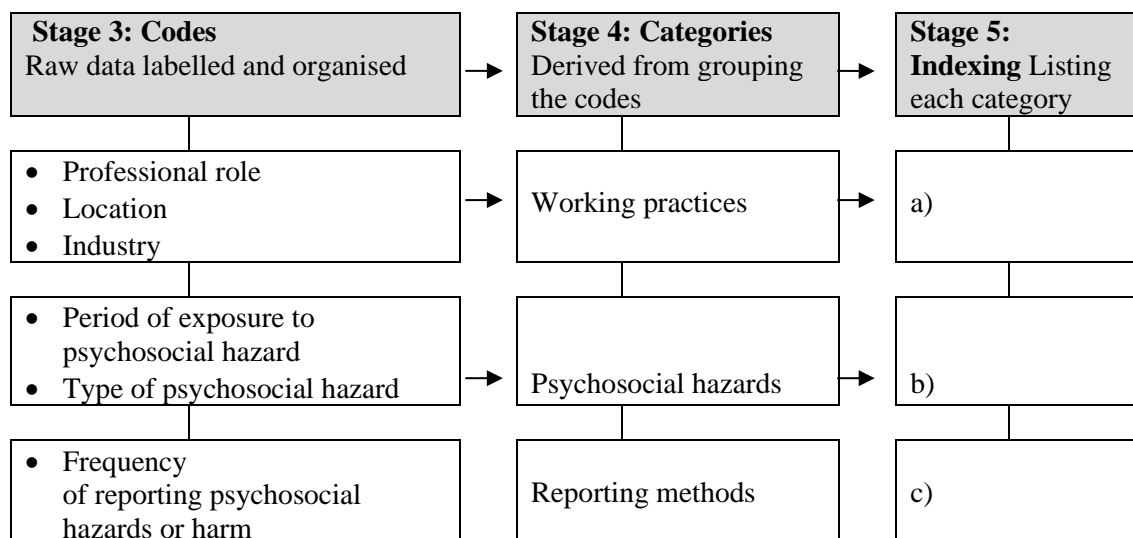 Stage 3: Codes
Raw data labelled and organised
Stage 4: Categories
Derived from grouping
the codes
Stage 5:
Indexing Listing
each category
• Professional role
• Location
• Industry
Working practices
a)
• Period of exposure to
psychosocial hazard
• Type of psychosocial hazard
Psychosocial hazards
b)
• Frequency
of reporting psychosocial
hazards or harm
Reporting methods
c)